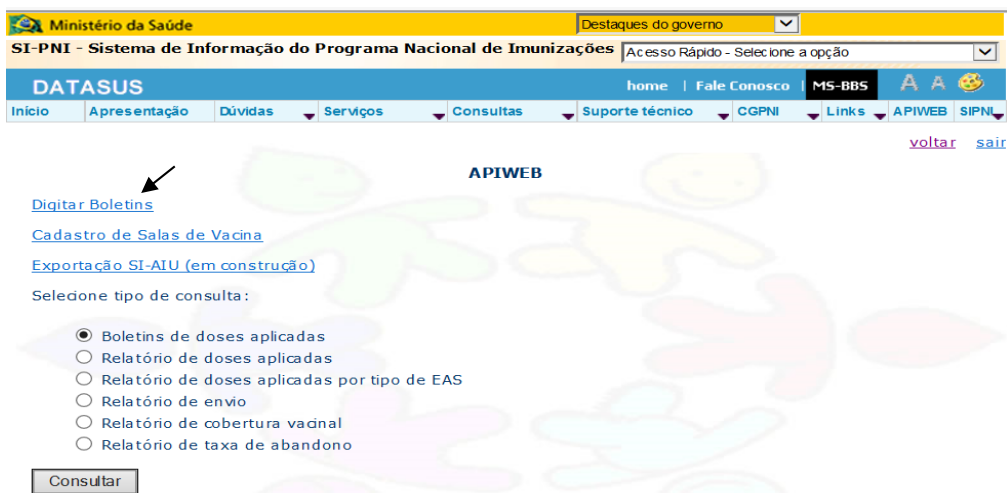 Ministério da Saúde Destaques do governo
SI-PNI - Sistema de Informação do Programa Nacional de Imunizações Acesso Rápido - Selecione a opção
DATASUS home | Fale Conosco | MS-BBS A A
Início Apresentação Dúvidas Serviços Consultas Suporte técnico CGPNI Links APIWEB SIPNI
voltar sair
APIWEB
Digitar Boletins
Cadastro de Salas de Vacina
Exportação SI-AIU (em construção)
Selecione tipo de consulta:
Boletins de doses aplicadas
Relatório de doses aplicadas
Relatório de doses aplicadas por tipo de EAS
Relatório de envio
Relatório de cobertura vacinal
Relatório de taxa de abandono
Consultar